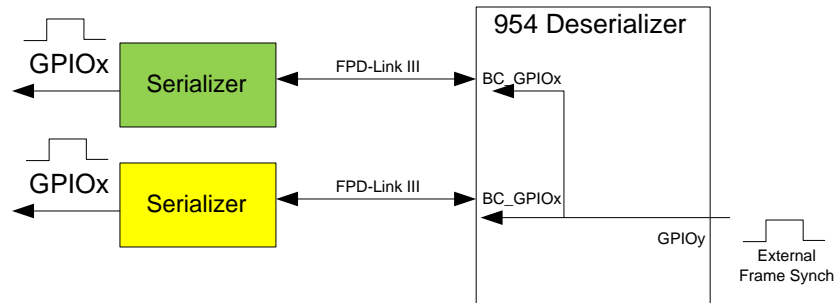 954 Deserializer
GPIOx
Serializer
FPD-Link III
BC_GPIOx
GPIOx
Serializer
FPD-Link III
BC_GPIOx
GPIOy
External
Frame Synch